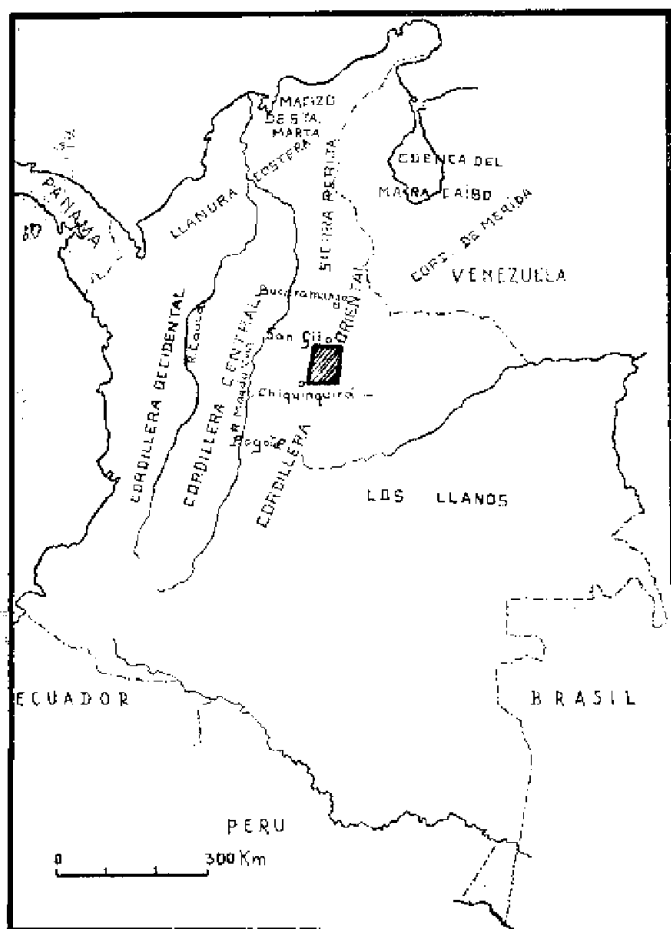 MACIZO
DE STA.
MARTA
CUENCA DEL
MARACAIBO
PANAMA
LLANURA COSTERA
SIERRA PERIJA
CORD. DE MERIDA
VENEZUELA
Bucaramanga
CORDILLERA OCCIDENTAL
R. Cauca
CORDILLERA CENTRAL
San Gil
Chiquinquirá
Bogotá
CORDILLERA ORIENTAL
LOS LLANOS
ECUADOR
BRASIL
PERU
0 300 Km